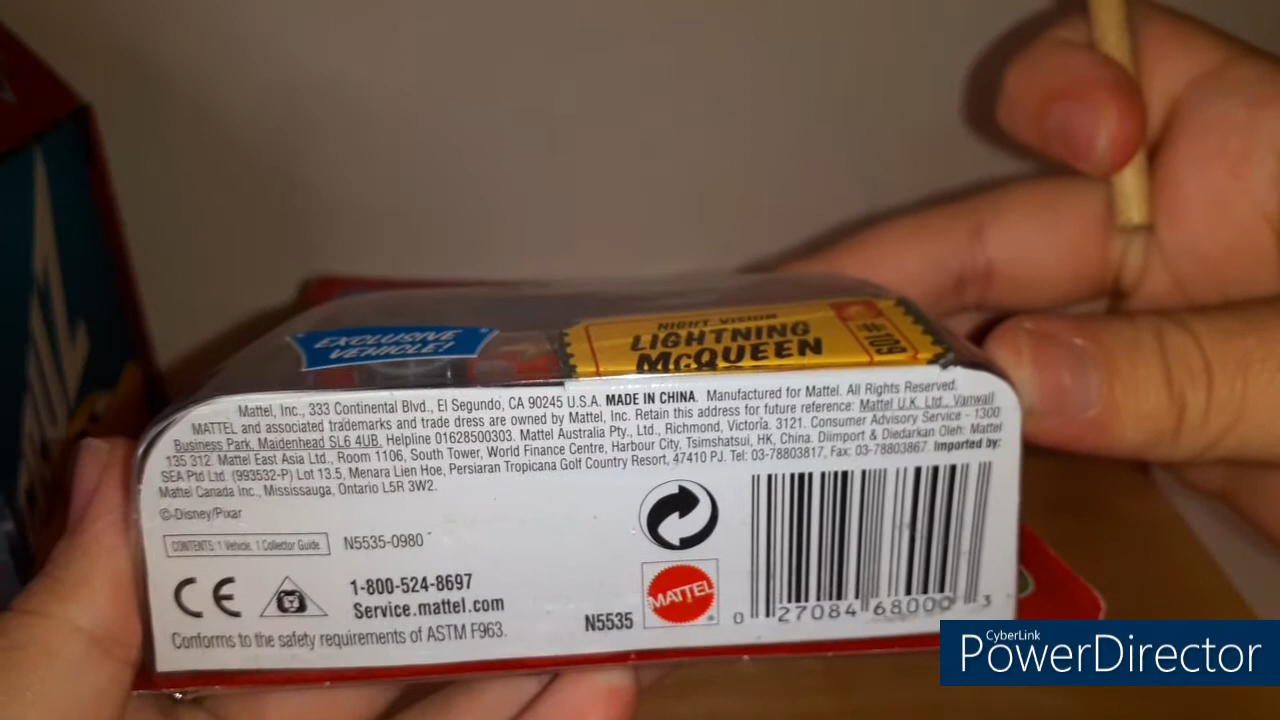 EXCLUSIVE
VEHICLE!
NIGHT VISION
LIGHTNING
McQUEEN
Mattel, Inc., 333 Continental Blvd., El Segundo, CA 90245 U.S.A. MADE IN CHINA. Manufactured for Mattel. All Rights Reserved.
MATTEL and associated trademarks and trade dress are owned by Mattel, Inc. Retain this address for future reference: Mattel U.K. Ltd., Vanwall
Business Park, Maidenhead SL6 4UB. Helpline 01628500303. Mattel Australia Pty., Ltd., Richmond, Victoria. 3121. Consumer Advisory Service - 1300
135 312. Mattel East Asia Ltd., Room 1106, South Tower, World Finance Centre, Harbour City, Tsimshatsui, HK, China. Diimport & Diedarkan Oleh: Mattel
SEA Ptd Ltd. (993532-P) Lot 13.5, Menara Lien Hoe, Persiaran Tropicana Golf Country Resort, 47410 PJ. Tel: 03-78803817, Fax: 03-78803867. Imported by:
Mattel Canada Inc., Mississauga, Ontario L5R 3W2.
©Disney/Pixar
CONTENTS: 1 Vehicle, 1 Collector Guide
N5535-0980
CE
1-800-524-8697
Service.mattel.com
Conforms to the safety requirements of ASTM F963.
N5535
MATTEL
®
0 27084 68000 3
CyberLink
PowerDirector